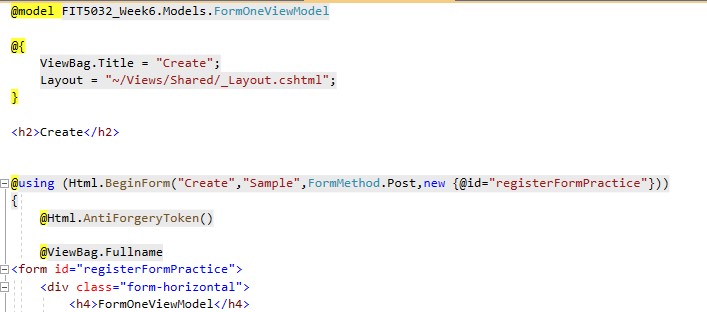 @model FIT5032_Week6.Models.FormOneViewModel
@{
ViewBag.Title = "Create";
Layout = "~/Views/Shared/_Layout.cshtml";
}
<h2>Create</h2>
@using (Html.BeginForm("Create","Sample",FormMethod.Post,new {@id="registerFormPractice"}))
{
@Html.AntiForgeryToken()
@ViewBag.Fullname
<form id="registerFormPractice">
<div class="form-horizontal">
<h4>FormOneViewModel</h4>